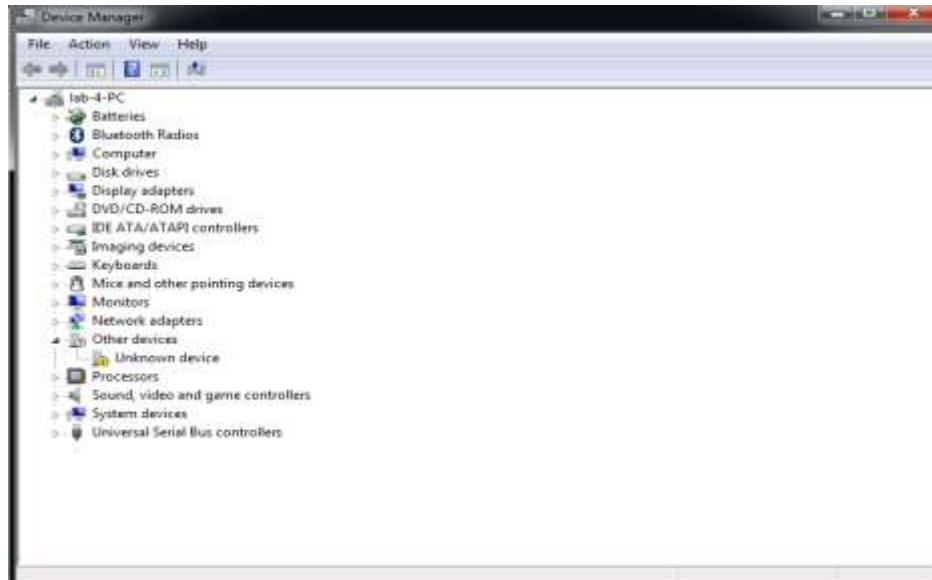 Device Manager
File Action View Help
lab-4-PC
Batteries
Bluetooth Radios
Computer
Disk drives
Display adapters
DVD/CD-ROM drives
IDE ATA/ATAPI controllers
Imaging devices
Keyboards
Mice and other pointing devices
Monitors
Network adapters
Other devices
Unknown device
Processors
Sound, video and game controllers
System devices
Universal Serial Bus controllers